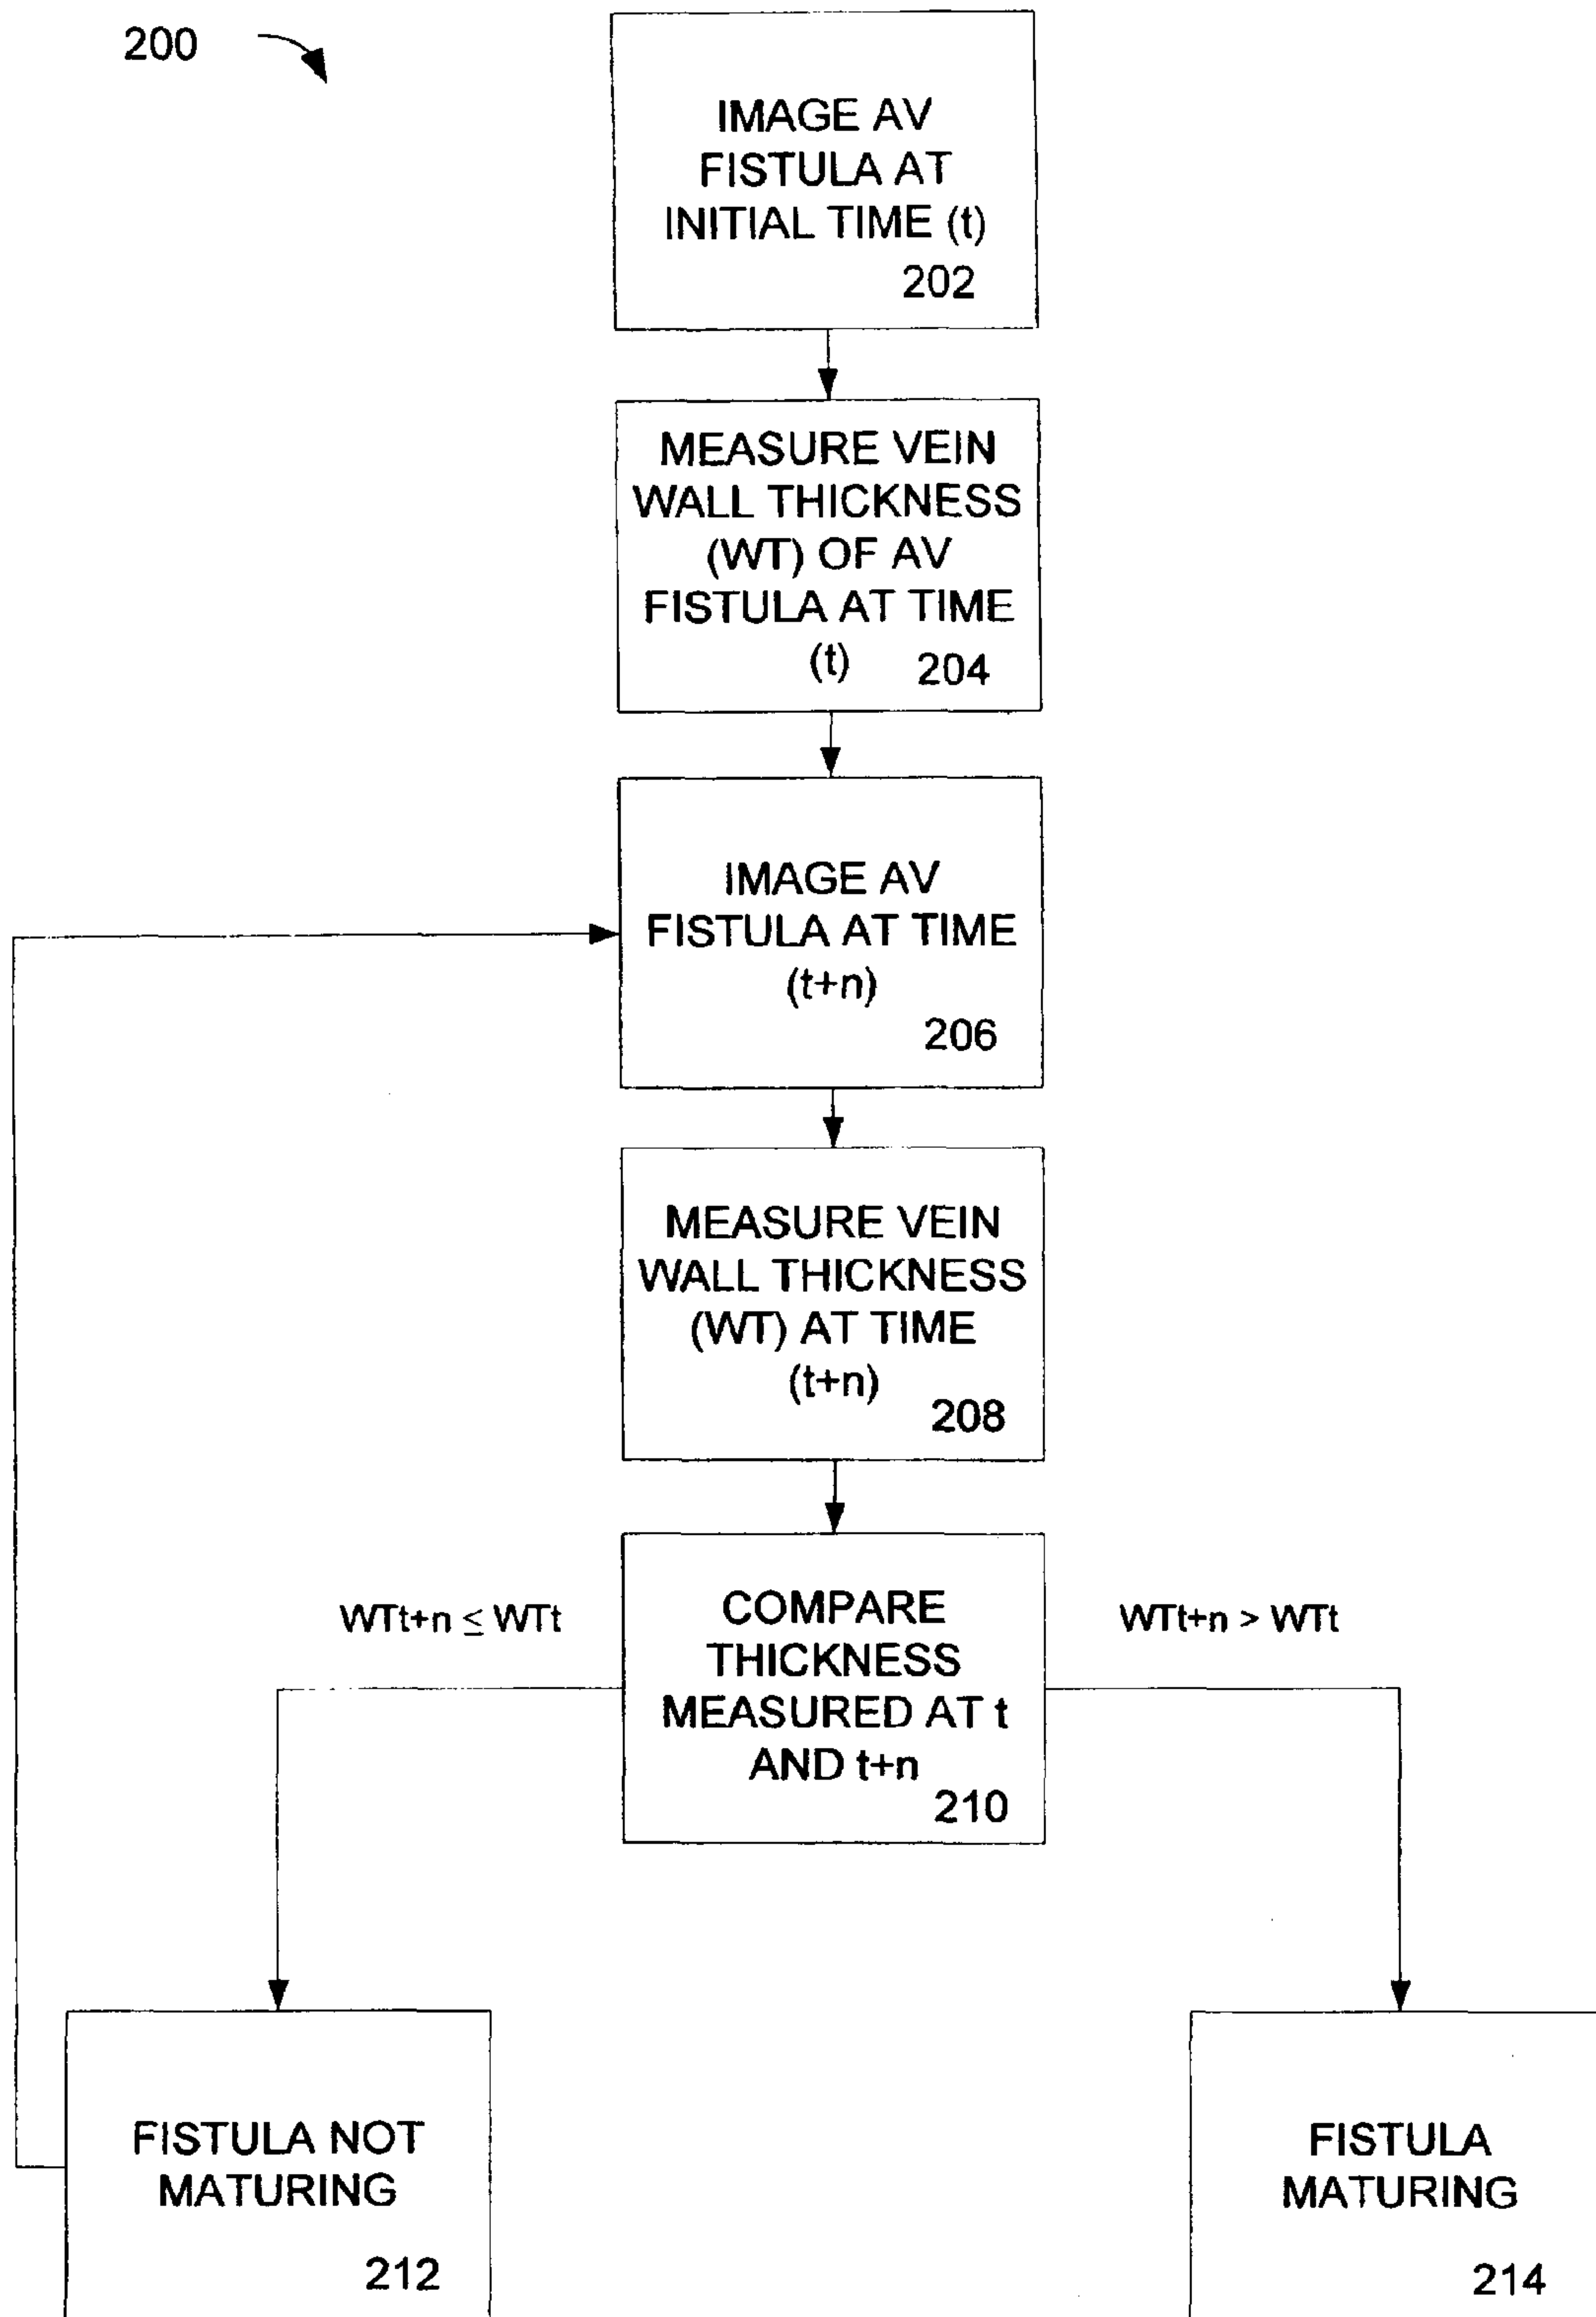 200
IMAGE AV
FISTULA AT
INITIAL TIME (t)
202
MEASURE VEIN
WALL THICKNESS
(WT) OF AV
FISTULA AT TIME
(t) 204
IMAGE AV
FISTULA AT TIME
(t+n)
206
MEASURE VEIN
WALL THICKNESS
(WT) AT TIME
(t+n)
208
WTt+n ≤ WTt
COMPARE
THICKNESS
MEASURED AT t
AND t+n
210
WTt+n > WTt
FISTULA NOT
MATURING
212
FISTULA
MATURING
214